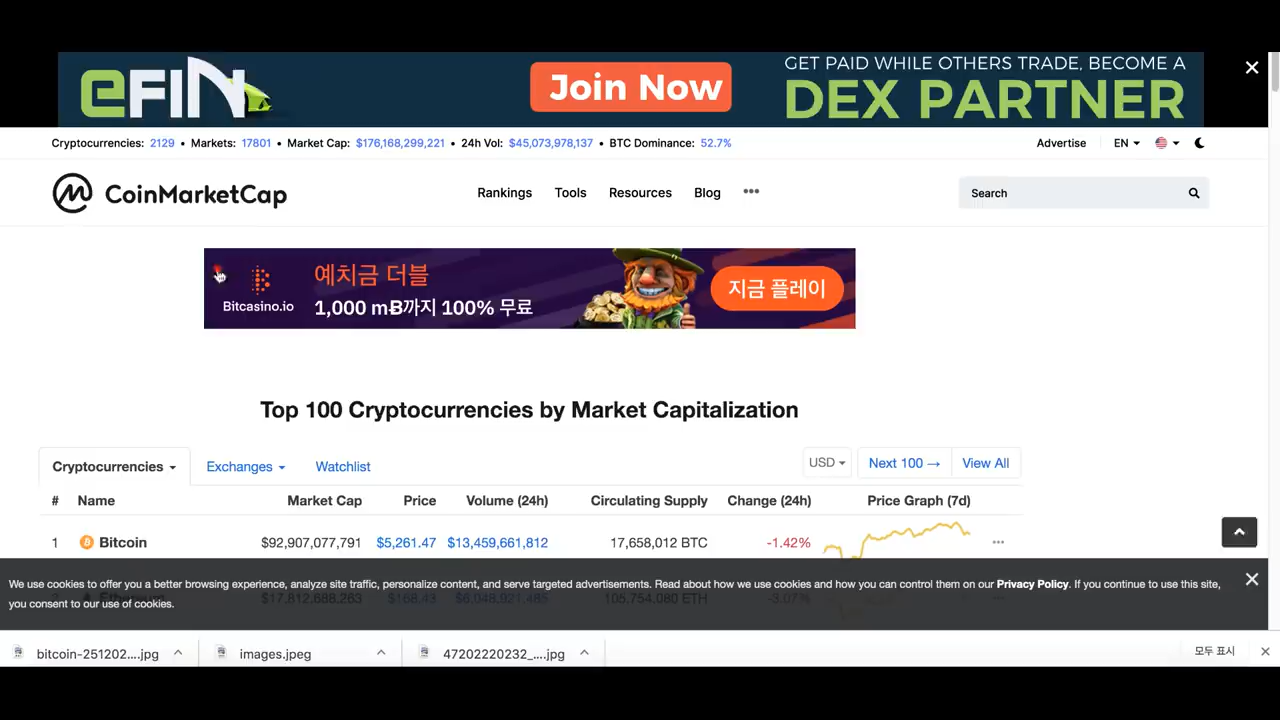 eFIN
Join Now
GET PAID WHILE OTHERS TRADE, BECOME A
DEX PARTNER
Cryptocurrencies: 2129 • Markets: 17801 • Market Cap: $176,168,299,221 • 24h Vol: $45,073,978,137 • BTC Dominance: 52.7%
Advertise EN
CoinMarketCap
Rankings Tools Resources Blog •••
Search
Bitcasino.io
예치금 더블
1,000 mɃ까지 100% 무료
지금 플레이
Top 100 Cryptocurrencies by Market Capitalization
Cryptocurrencies Exchanges Watchlist USD Next 100 → View All
# Name Market Cap Price Volume (24h) Circulating Supply Change (24h) Price Graph (7d)
1 Bitcoin $92,907,077,791 $5,261.47 $13,459,661,812 17,658,012 BTC -1.42% •••
We use cookies to offer you a better browsing experience, analyze site traffic, personalize content, and serve targeted advertisements. Read about how we use cookies and how you can control them on our Privacy Policy. If you continue to use this site,
you consent to our use of cookies.
2 Ethereum
bitcoin-251202....jpg images.jpeg 47202220232_....jpg 모두 표시